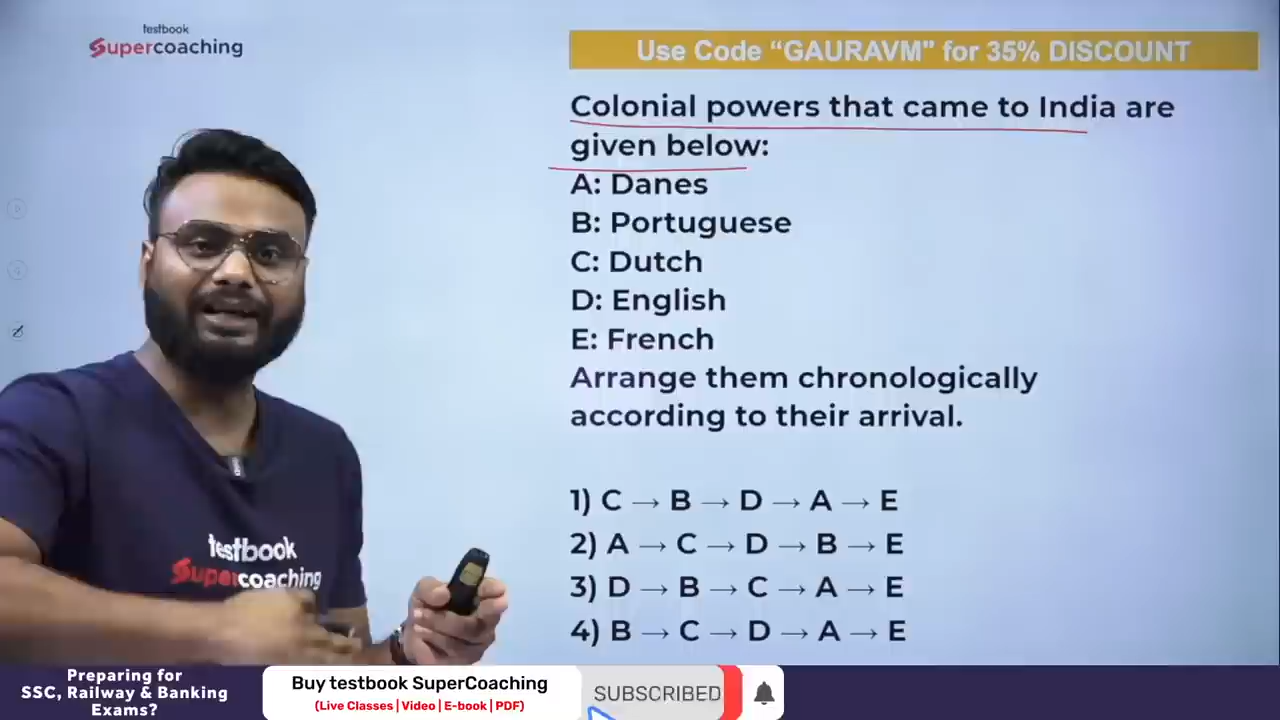 testbook
Supercoaching
Use Code “GAURAVM" for 35% DISCOUNT
Colonial powers that came to India are
given below:
A: Danes
B: Portuguese
C: Dutch
D: English
E: French
Arrange them chronologically
according to their arrival.
1) C → B → D → A → E
2) A → C → D → B → E
3) D → B → C → A → E
4) B → C → D → A → E
testbook
Supercoaching
Preparing for
SSC, Railway & Banking
Exams?
Buy testbook SuperCoaching
(Live Classes | Video | E-book | PDF)
SUBSCRIBED